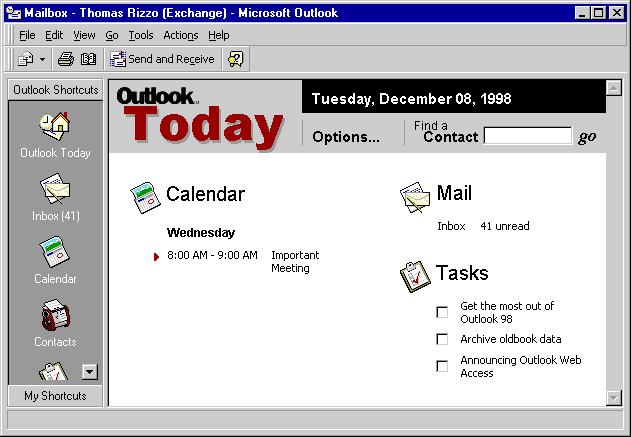 Mailbox - Thomas Rizzo (Exchange) - Microsoft Outlook
File Edit View Go Tools Actions Help
Send and Receive
Outlook Shortcuts
Outlook Today
Inbox (41)
Calendar
Contacts
My Shortcuts
Outlook
Today
Tuesday, December 08, 1998
Options...
Find a
Contact
go
Calendar
Wednesday
8:00 AM - 9:00 AM Important
Meeting
Mail
Inbox 41 unread
Tasks
Get the most out of
Outlook 98
Archive oldbook data
Announcing Outlook Web
Access